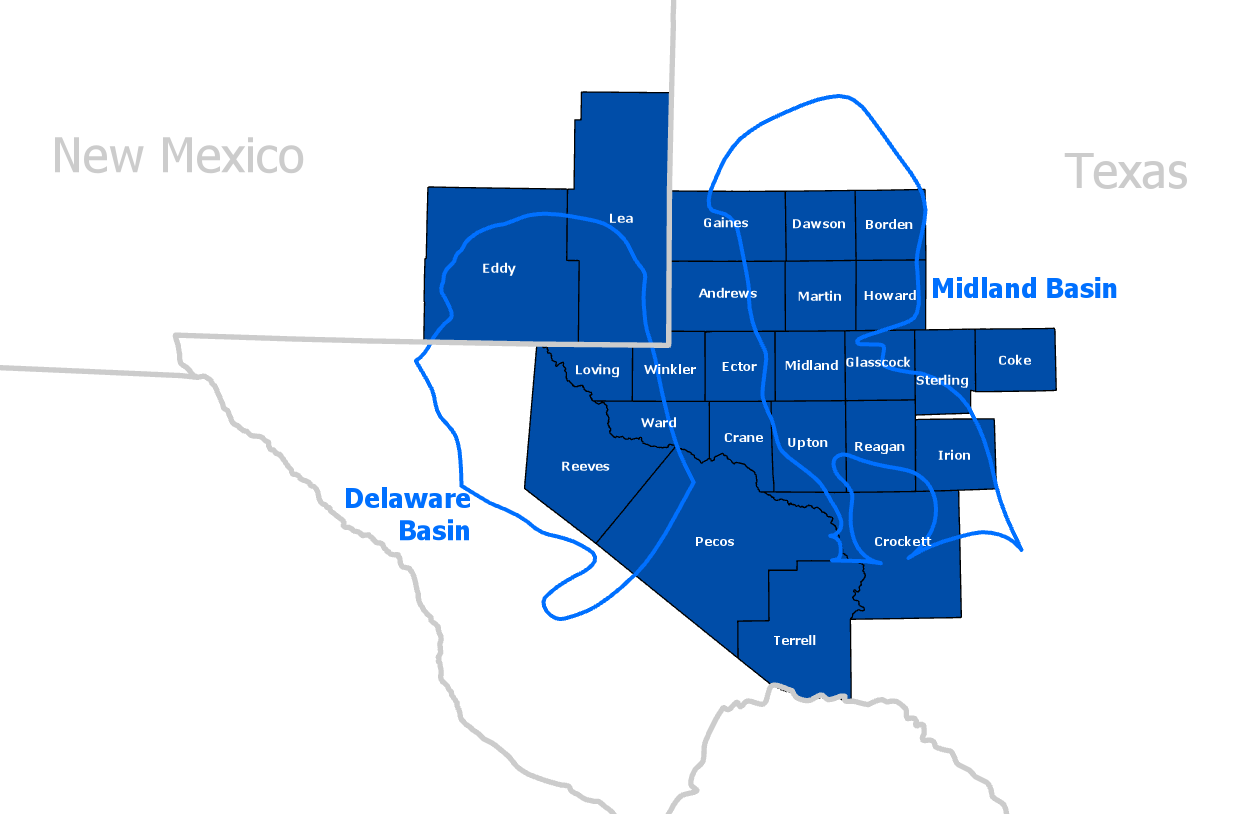 New Mexico
Texas
Lea
Gaines
Dawson
Borden
Eddy
Andrews
Martin
Howard
Midland Basin
Loving
Winkler
Ector
Midland
Glasscock
Sterling
Coke
Ward
Crane
Upton
Reagan
Irion
Reeves
Delaware
Basin
Pecos
Crockett
Terrell